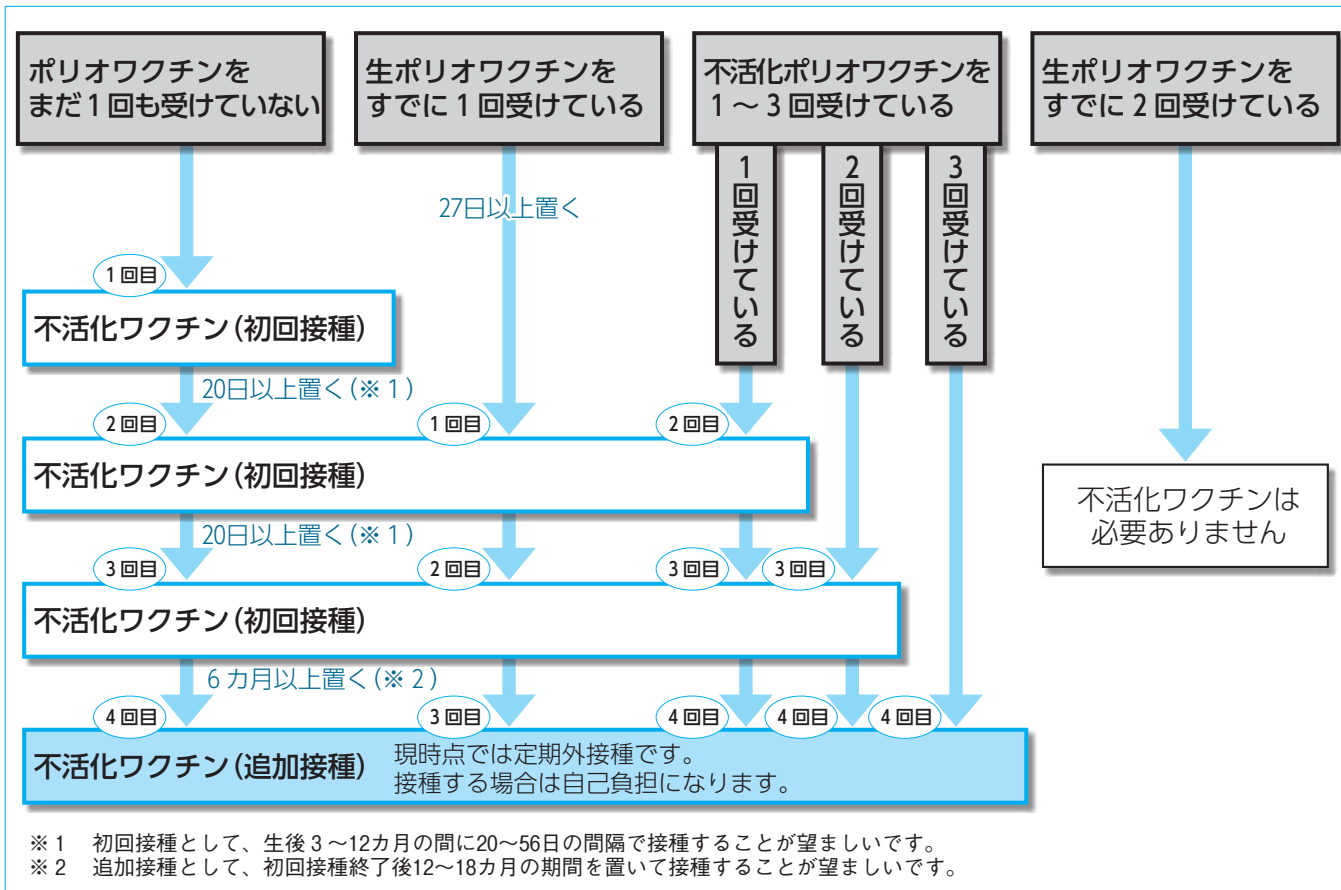 ポリオワクチンを
まだ1回も受けていない
生ポリオワクチンを
すでに1回受けている
不活化ポリオワクチンを
1～3回受けている
生ポリオワクチンを
すでに2回受けている
1回受けている
2回受けている
3回受けている
27日以上置く
1回目
不活化ワクチン(初回接種)
20日以上置く(※1)
2回目
1回目
2回目
不活化ワクチン(初回接種)
不活化ワクチンは
必要ありません
20日以上置く(※1)
3回目
2回目
3回目
3回目
不活化ワクチン(初回接種)
6カ月以上置く(※2)
4回目
3回目
4回目
4回目
4回目
不活化ワクチン(追加接種)
現時点では定期外接種です。
接種する場合は自己負担になります。
※1 初回接種として、生後3～12カ月の間に20～56日の間隔で接種することが望ましいです。
※2 追加接種として、初回接種終了後12～18カ月の期間を置いて接種することが望ましいです。